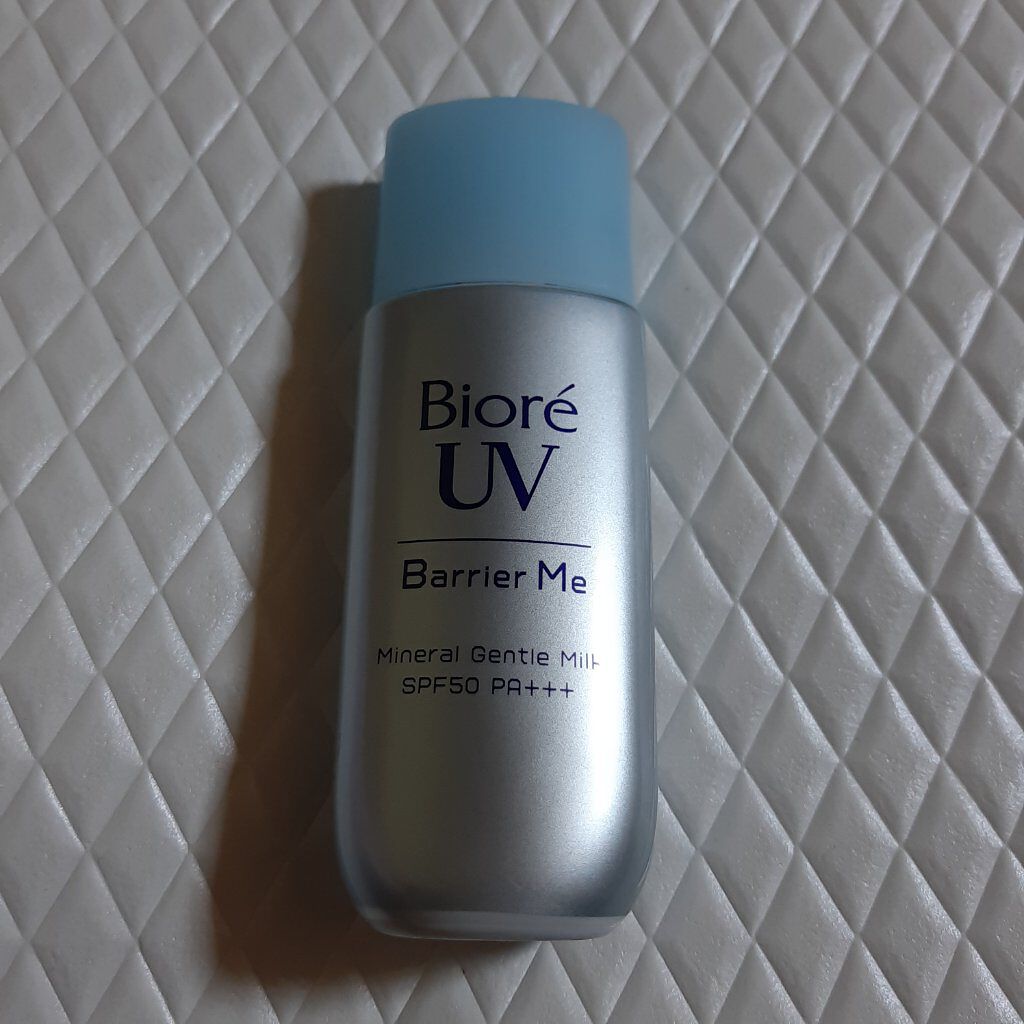 Bioré
UV
Barrier Me
Mineral Gentle Milk
SPF50 PA+++